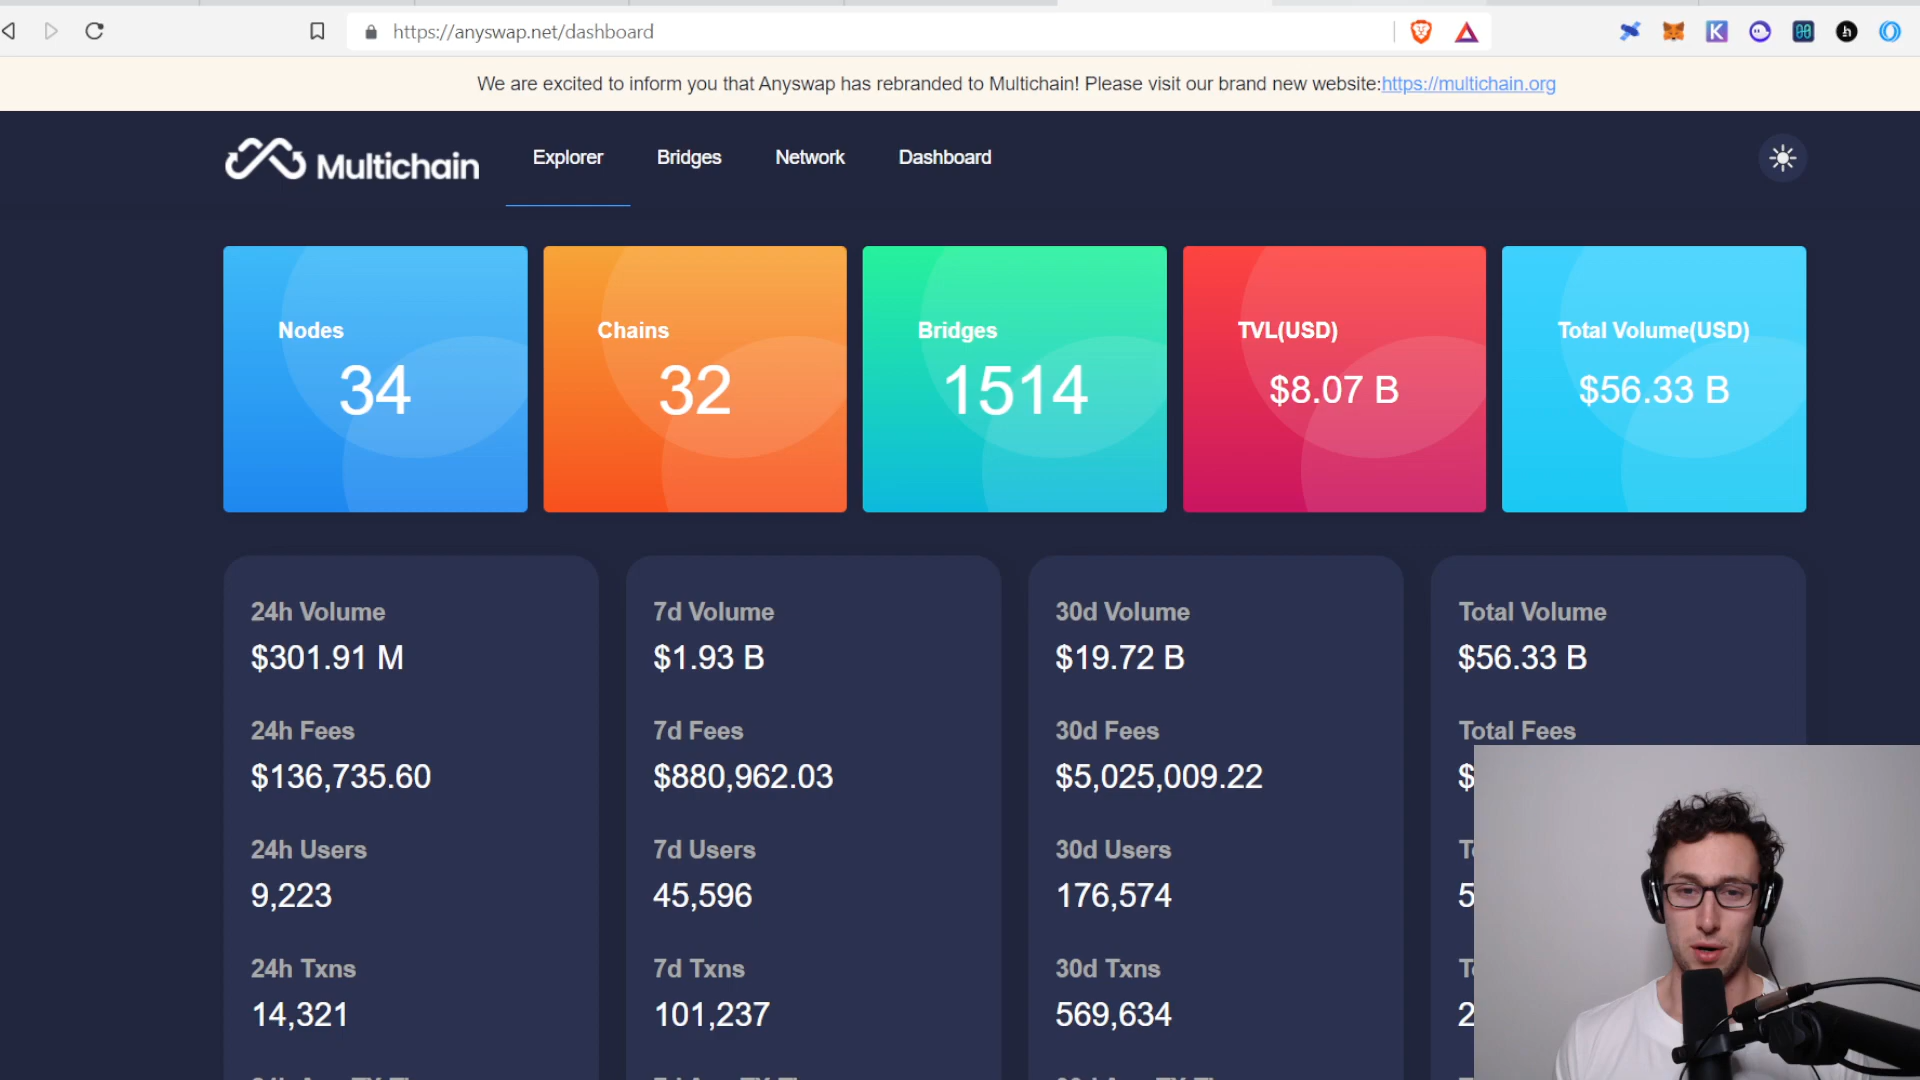 https://anyswap.net/dashboard
We are excited to inform you that Anyswap has rebranded to Multichain! Please visit our brand new website:https://multichain.org
Multichain Explorer Bridges Network Dashboard
Nodes Chains Bridges TVL(USD) Total Volume(USD)
34 32 1514 $8.07 B $56.33 B
24h Volume 7d Volume 30d Volume Total Volume
$301.91 M $1.93 B $19.72 B $56.33 B
24h Fees 7d Fees 30d Fees Total Fees
$136,735.60 $880,962.03 $5,025,009.22 $
24h Users 7d Users 30d Users
9,223 45,596 176,574 5
24h Txns 7d Txns 30d Txns
14,321 101,237 569,634 2